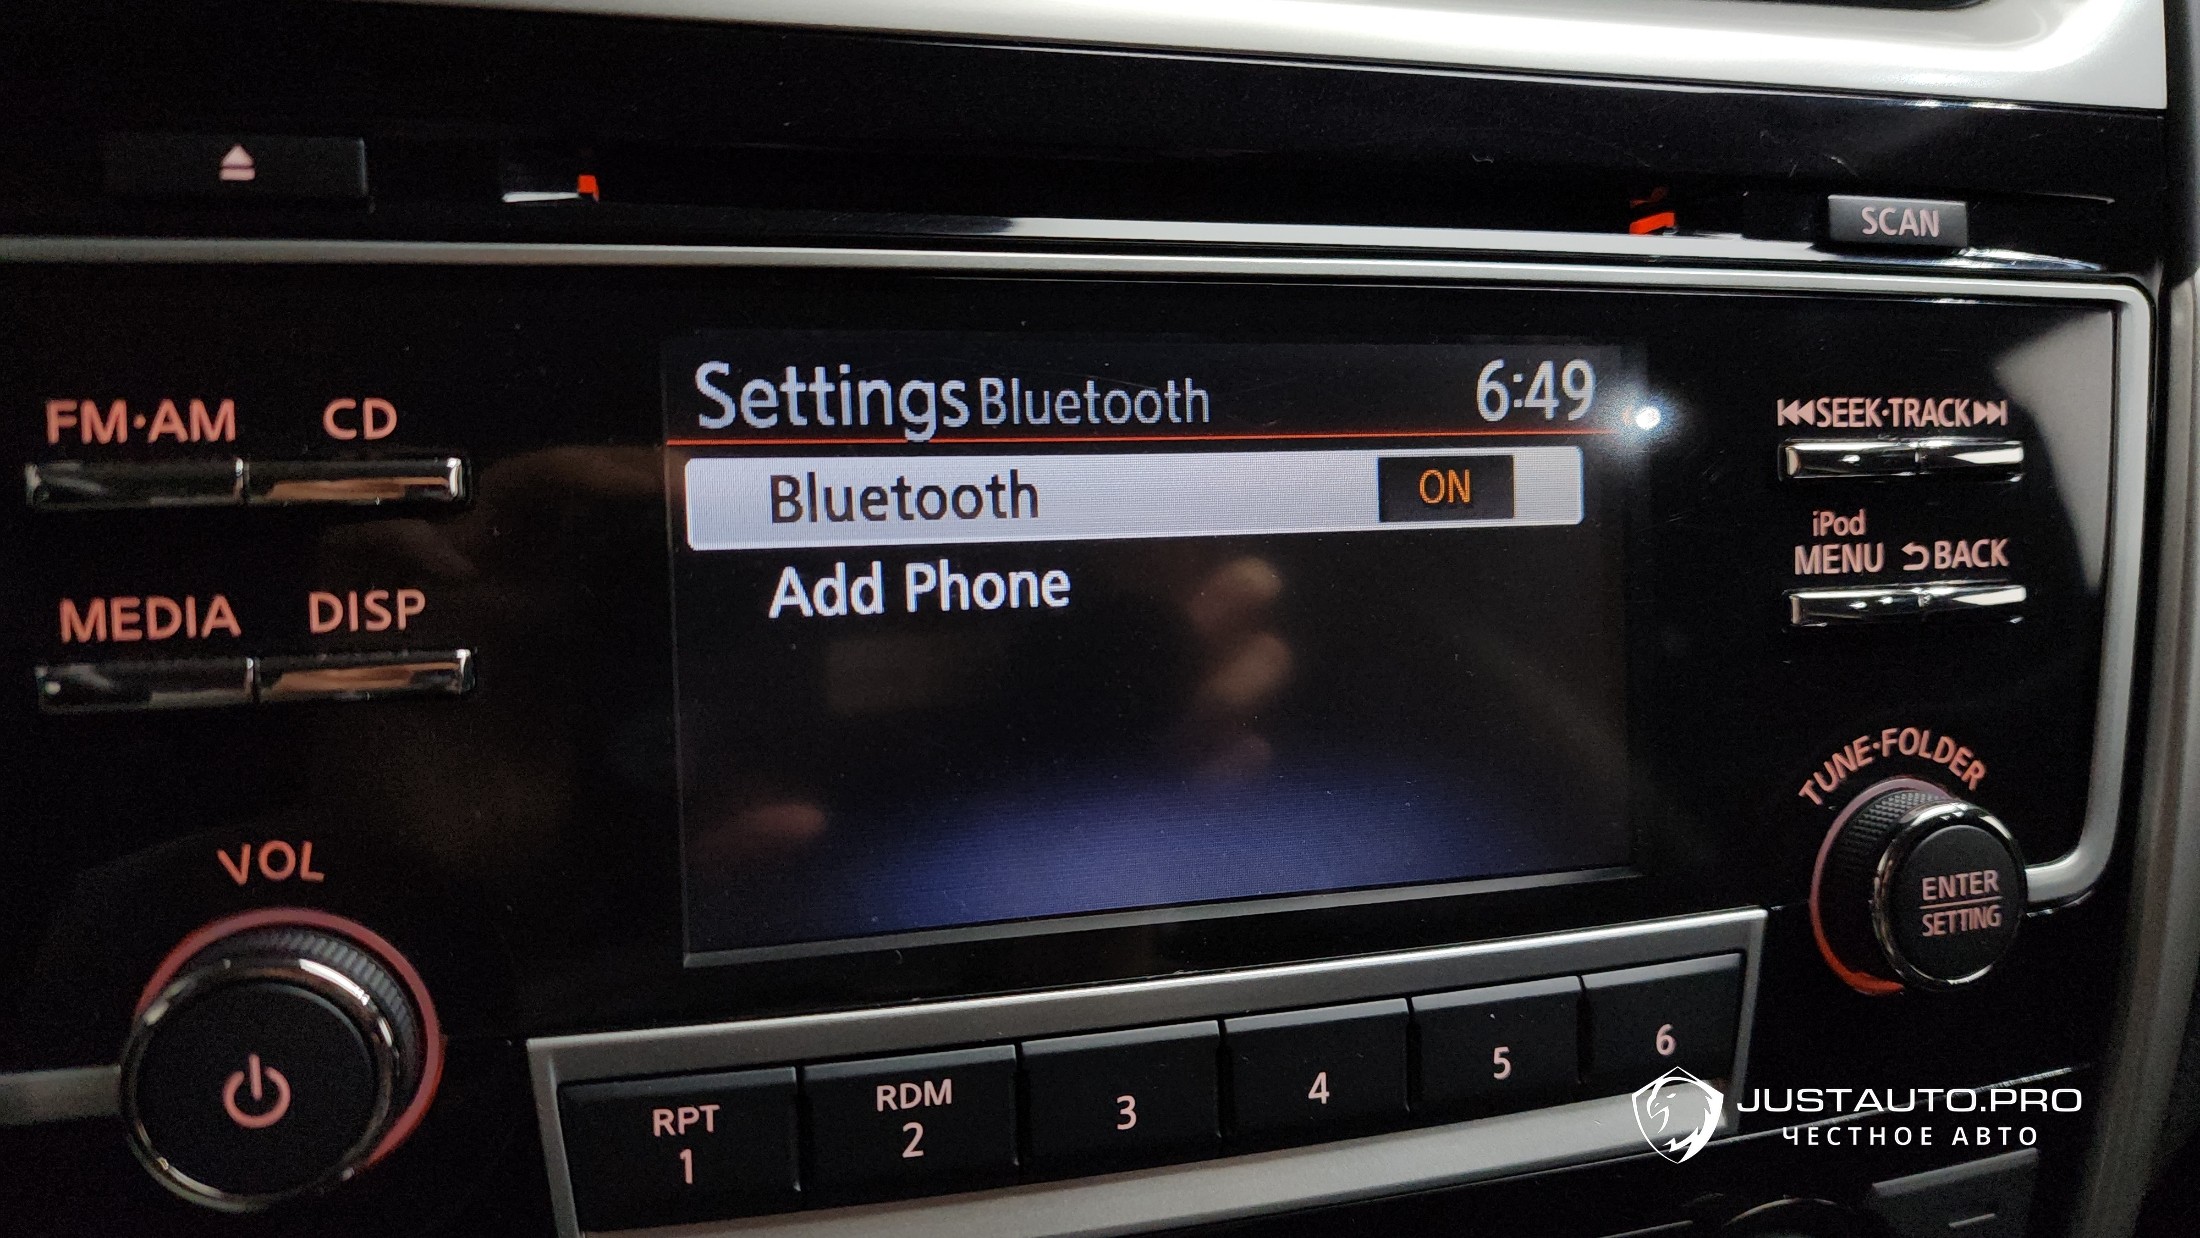 SCAN
FM·AM CD
MEDIA DISP
VOL
Settings Bluetooth 6:49
Bluetooth ON
Add Phone
SEEK·TRACK
iPod
MENU BACK
TUNE·FOLDER
ENTER
SETTING
RPT
1
RDM
2
3
4
5
6
JUSTAUTO.PRO
ЧЕСТНОЕ АВТО